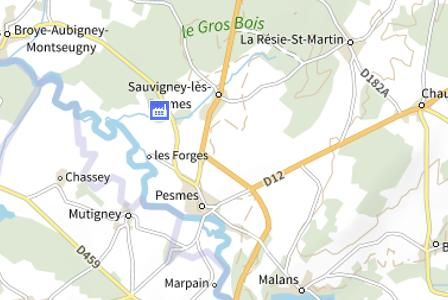 le Gros Bois
Broye-Aubigney-
Montseugny
La Résie-St-Martin
D182A
Sauvigney-lès-
mes
Chau
les Forges
Chassey
D12
Pesmes
Mutigney
D459
B
Marpain
Malans